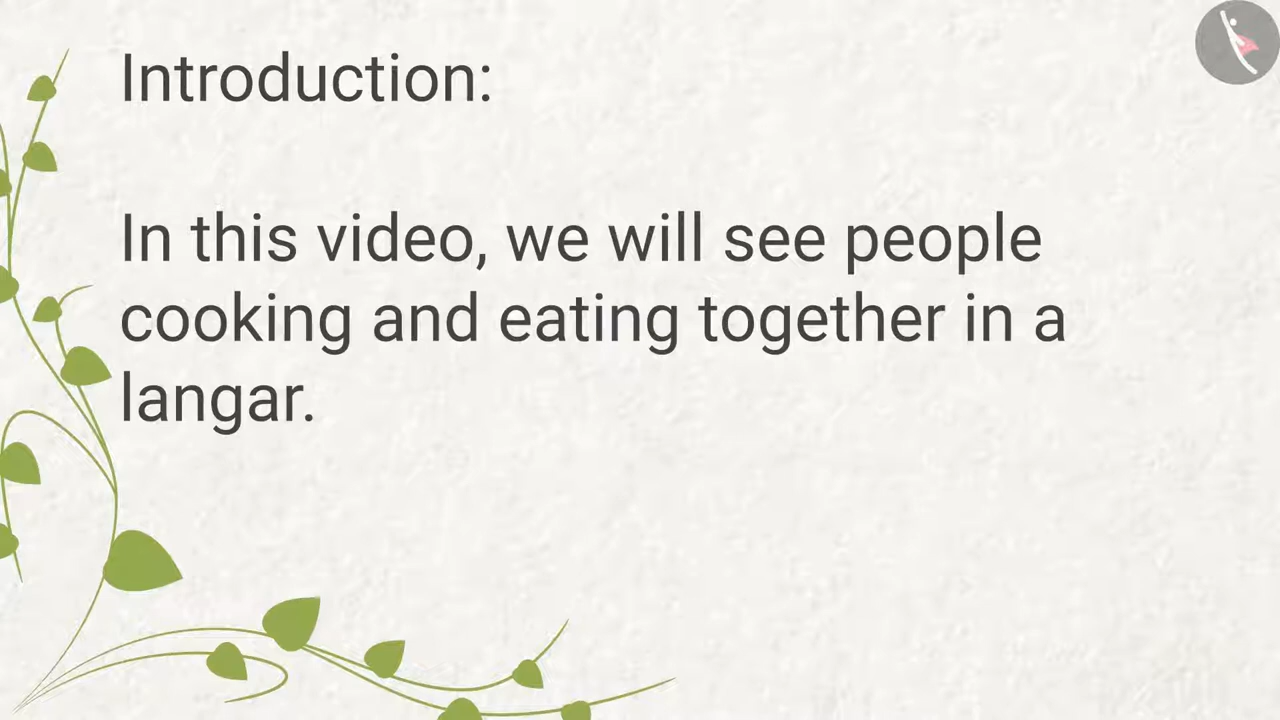 Introduction:
In this video, we will see people
cooking and eating together in a
langar.